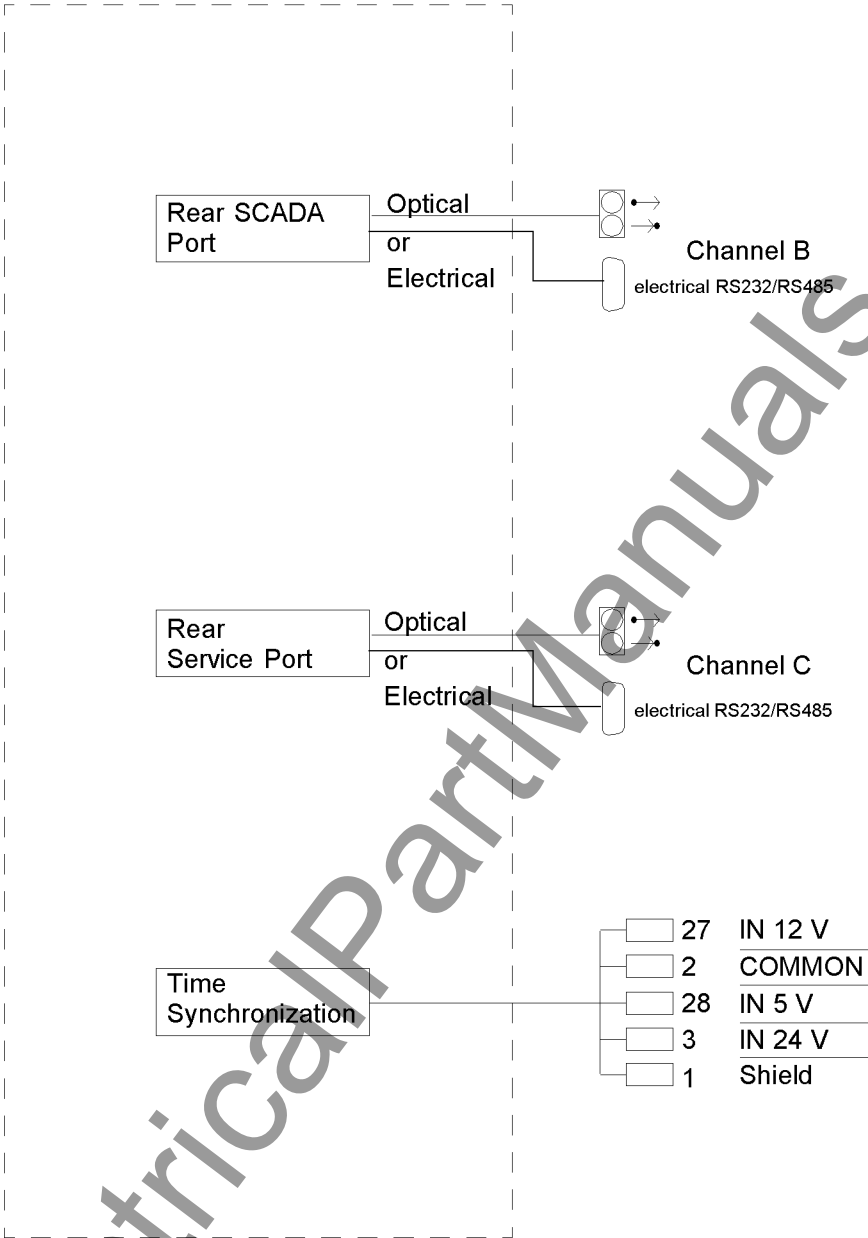 Rear SCADA
Port
Optical
or
Electrical
Channel B
electrical RS232/RS485
Rear
Service Port
Optical
or
Electrical
Channel C
electrical RS232/RS485
Time
Synchronization
27 IN 12 V
2 COMMON
28 IN 5 V
3 IN 24 V
1 Shield
tricalPartManuals